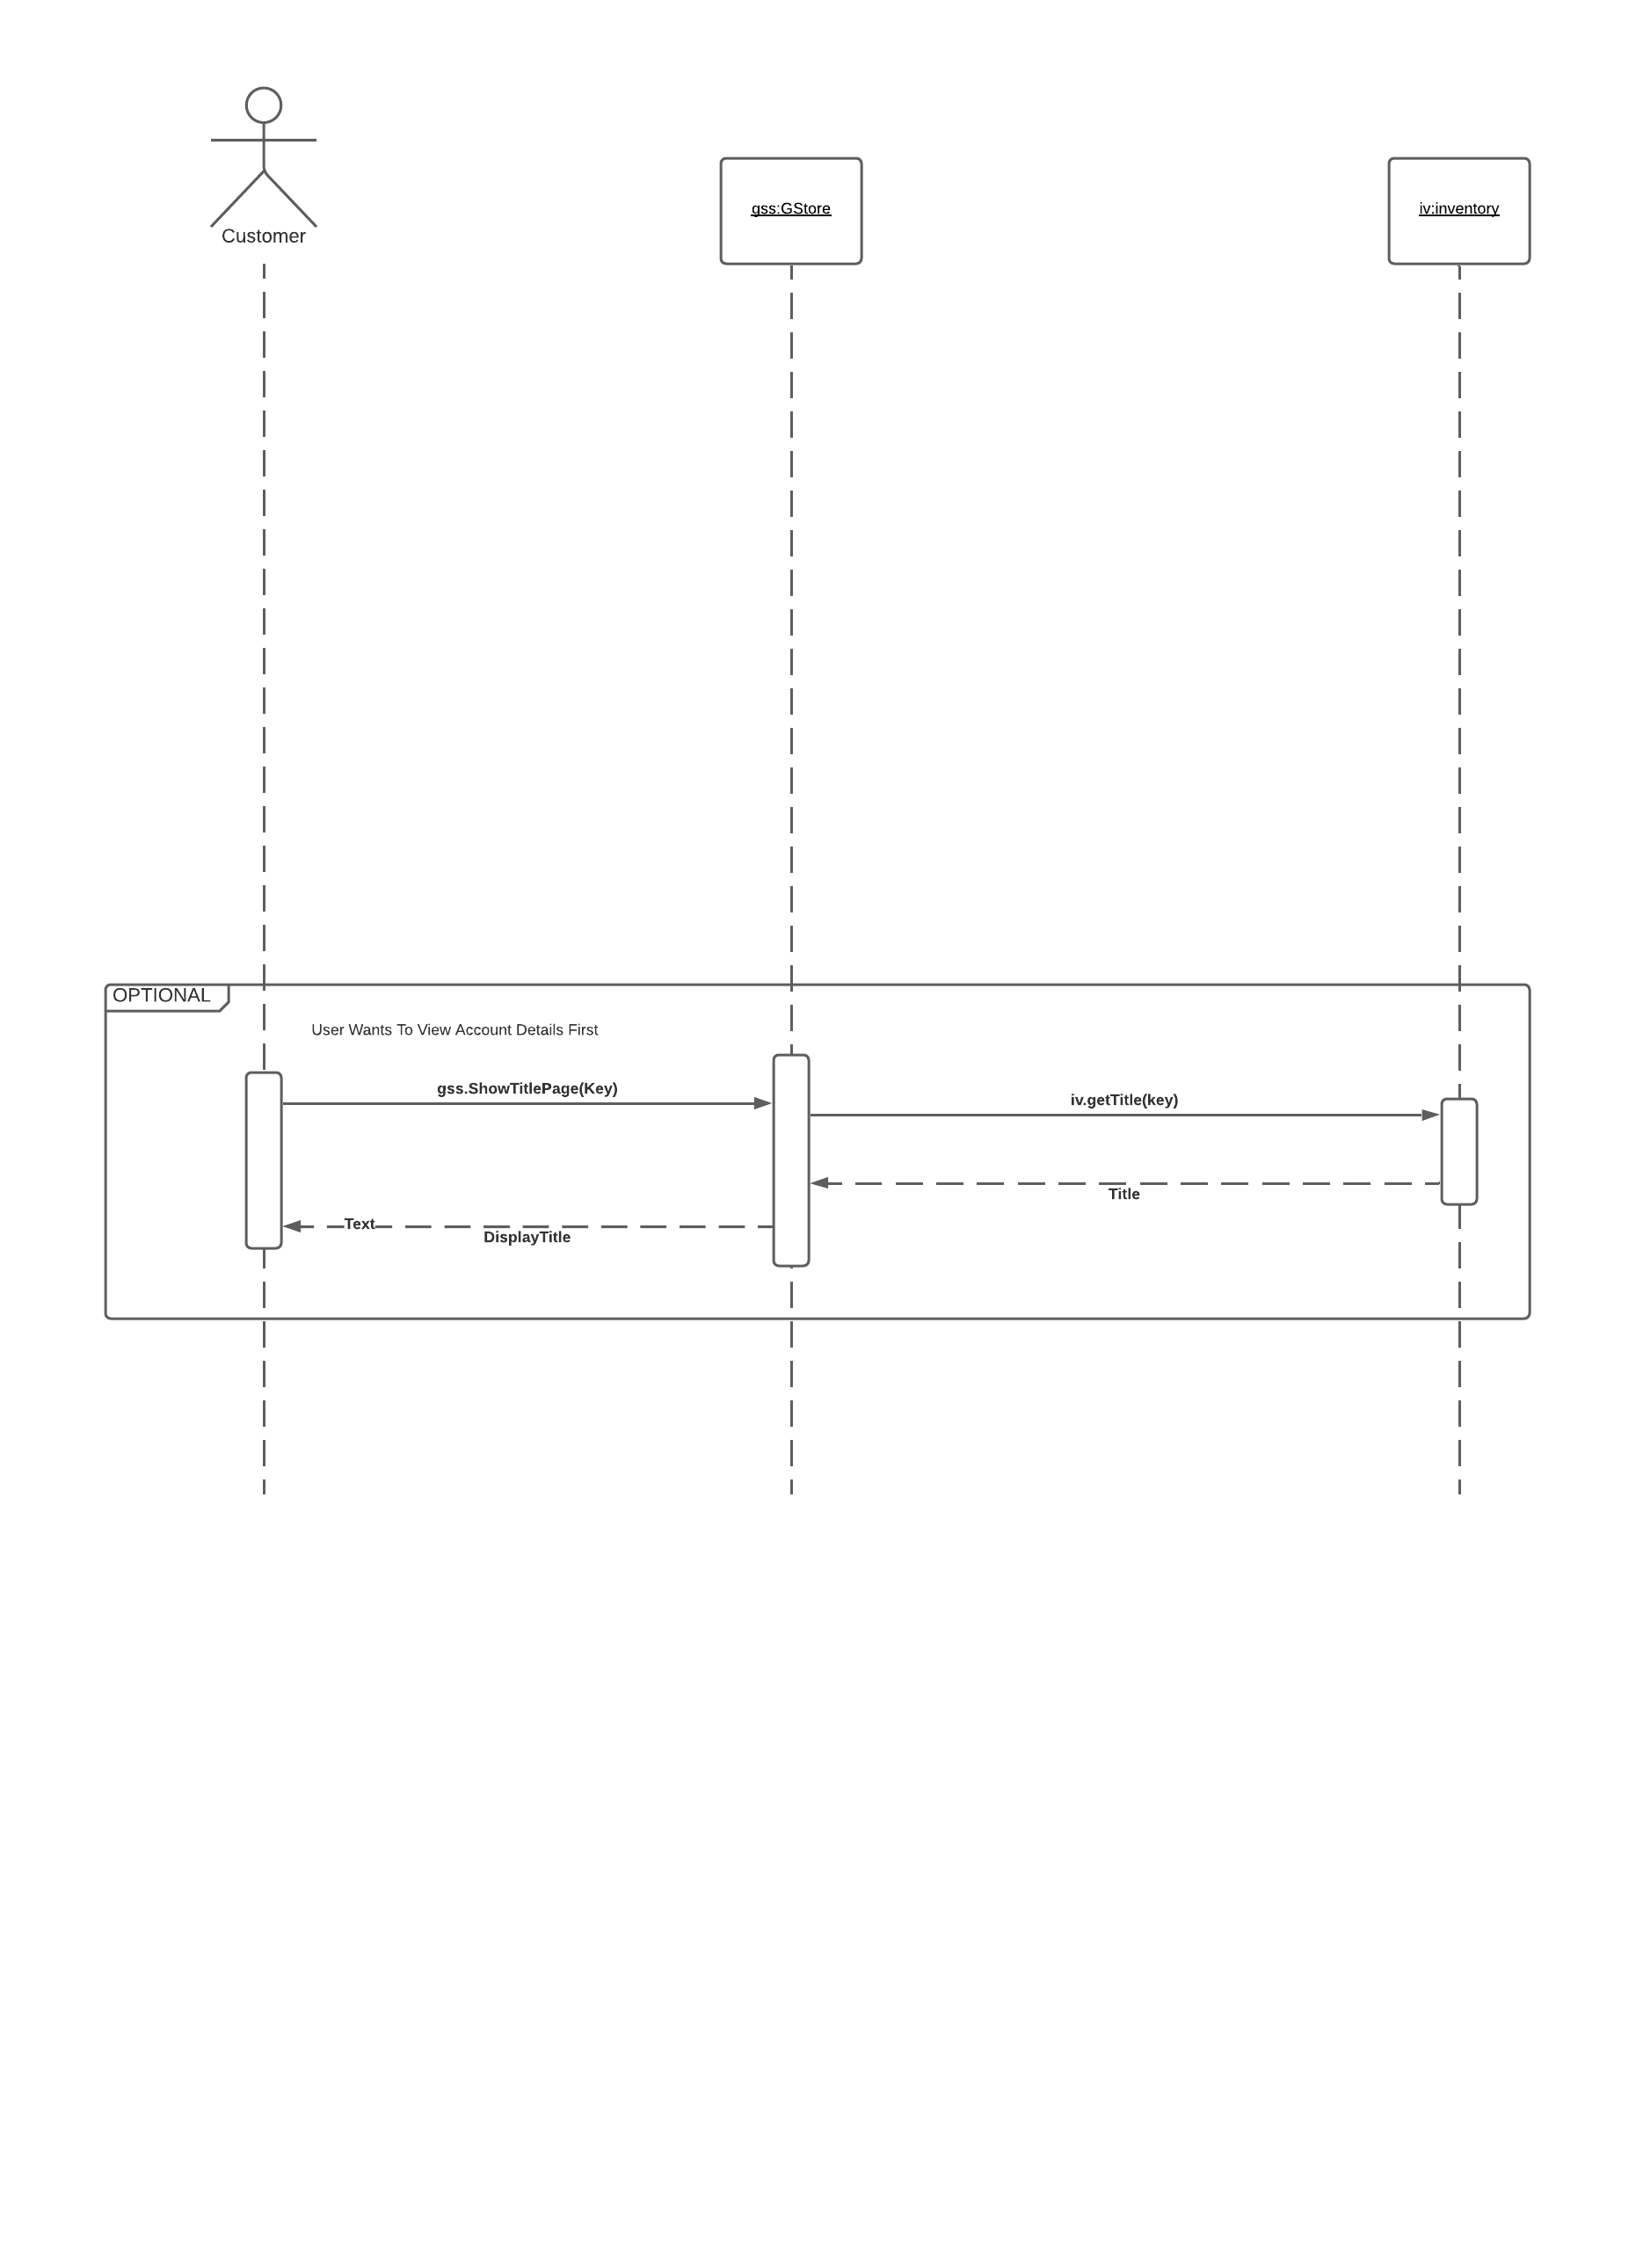 Customer
gss:GStore
iv:inventory
OPTIONAL
User Wants To View Account Details First
gss.ShowTitlePage(Key)
iv.getTitle(key)
Title
Text
DisplayTitle